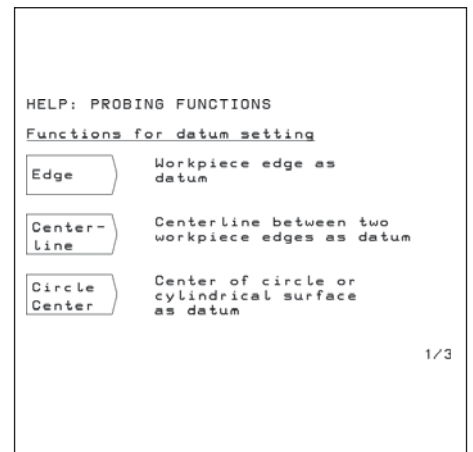 HELP: PROBING FUNCTIONS
Functions for datum setting
Edge
Workpiece edge as
datum
Center-
line
Centerline between two
workpiece edges as datum
Circle
Center
Center of circle or
cylindrical surface
as datum
1/3